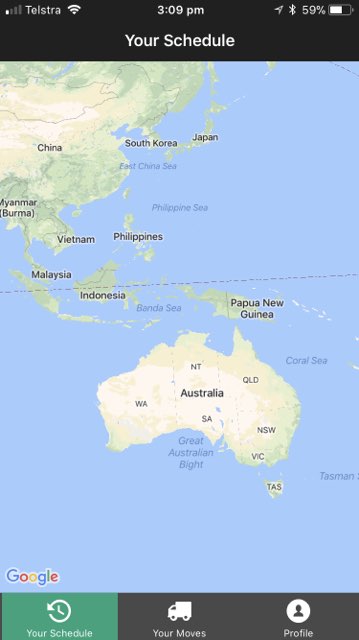 Telstra 3:09 pm 59%
Your Schedule
China
South Korea
Japan
East China Sea
Myanmar
(Burma)
Philippine Sea
Vietnam
Philippines
Malaysia
Indonesia
Banda Sea
Papua New
Guinea
Coral Sea
NT
QLD
WA
Australia
SA
NSW
Great
Australian
Bight
VIC
Tasman
TAS
Google
Your Schedule Your Moves Profile